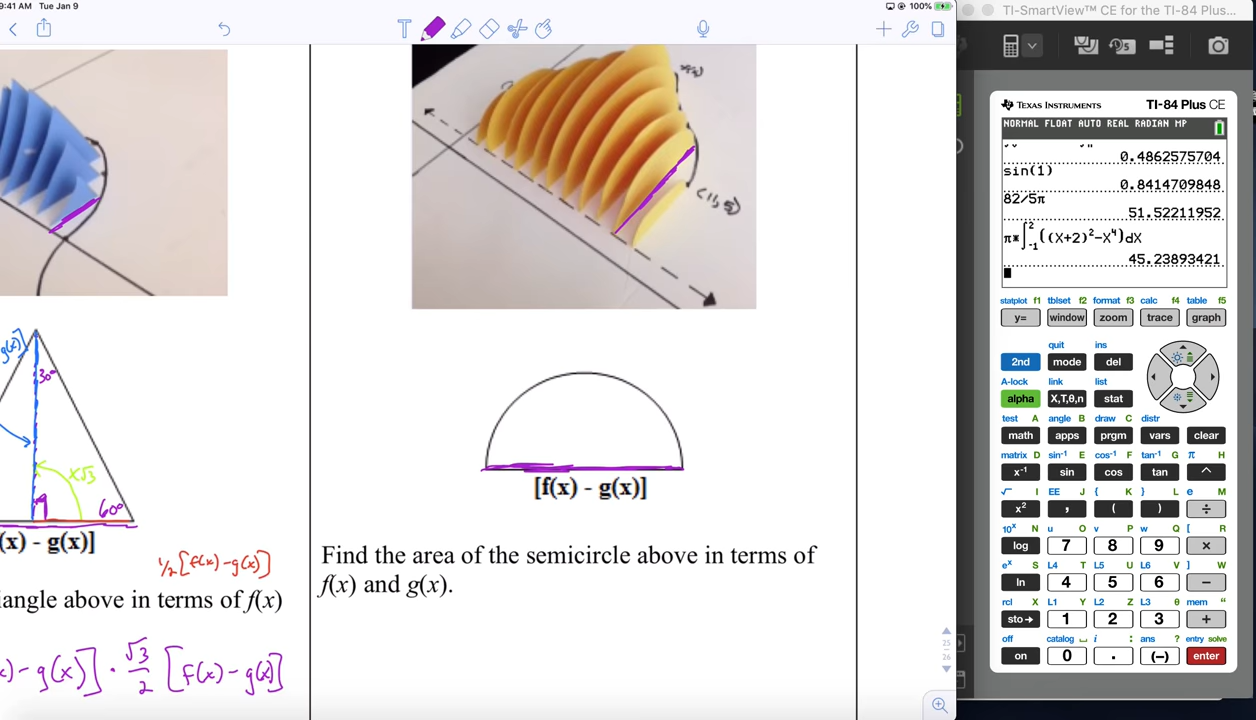 9:41 AM Tue Jan 9
100%
T
(11,5)
g(x)]
30°
x√3
60°
(x) - g(x)]
½[f(x)-g(x)]
iangle above in terms of f(x)
x)-g(x)] · √3/2 [f(x)-g(x)]
[f(x) - g(x)]
Find the area of the semicircle above in terms of
f(x) and g(x).
25
26
TI-SmartView™ CE for the TI-84 Plus...
TEXAS INSTRUMENTS TI-84 Plus CE
NORMAL FLOAT AUTO REAL RADIAN MP
0.4862575704
sin(1)
0.8414709848
82/5π
51.52211952
π*∫₋₁²((X+2)²-X⁴)dX
45.23893421
statplot f1 tblset f2 format f3 calc f4 table f5
y= window zoom trace graph
quit ins
2nd mode del
A-lock link list
alpha X,T,θ,n stat
test A angle B draw C distr
math apps prgm vars clear
matrix D sin⁻¹ E cos⁻¹ F tan⁻¹ G π H
x⁻¹ sin cos tan ^
√ I EE J { K } L e M
x² , ( ) ÷
10ˣ N u O v P w Q [ R
log 7 8 9 ×
eˣ S L4 T L5 U L6 V ] W
ln 4 5 6 −
rcl X L1 Y L2 Z L3 θ mem "
sto→ 1 2 3 +
off catalog ⎵ i : ans ? entry solve
on 0 . (−) enter